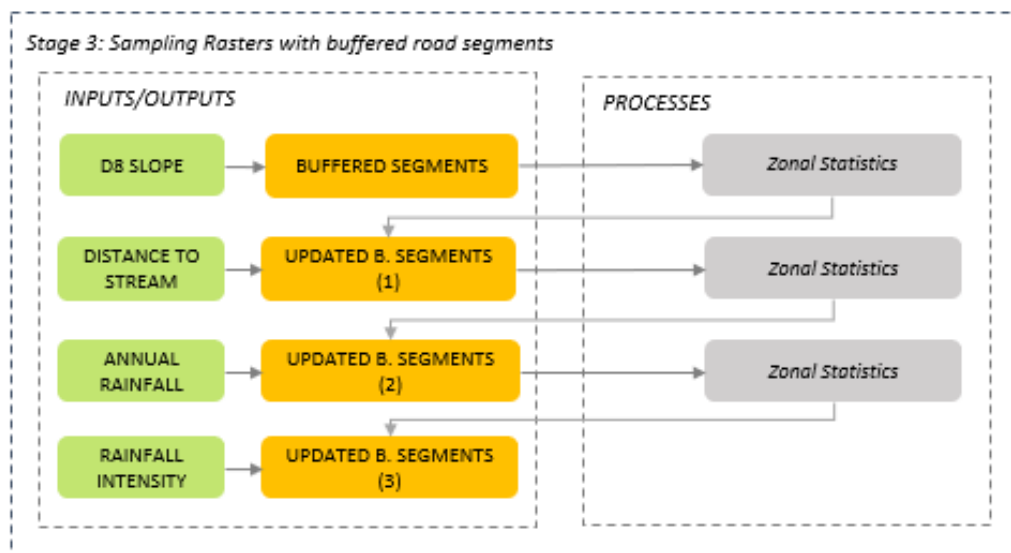 Stage 3: Sampling Rasters with buffered road segments
INPUTS/OUTPUTS
PROCESSES
D8 SLOPE
BUFFERED SEGMENTS
Zonal Statistics
DISTANCE TO
STREAM
UPDATED B. SEGMENTS
(1)
Zonal Statistics
ANNUAL
RAINFALL
UPDATED B. SEGMENTS
(2)
Zonal Statistics
RAINFALL
INTENSITY
UPDATED B. SEGMENTS
(3)